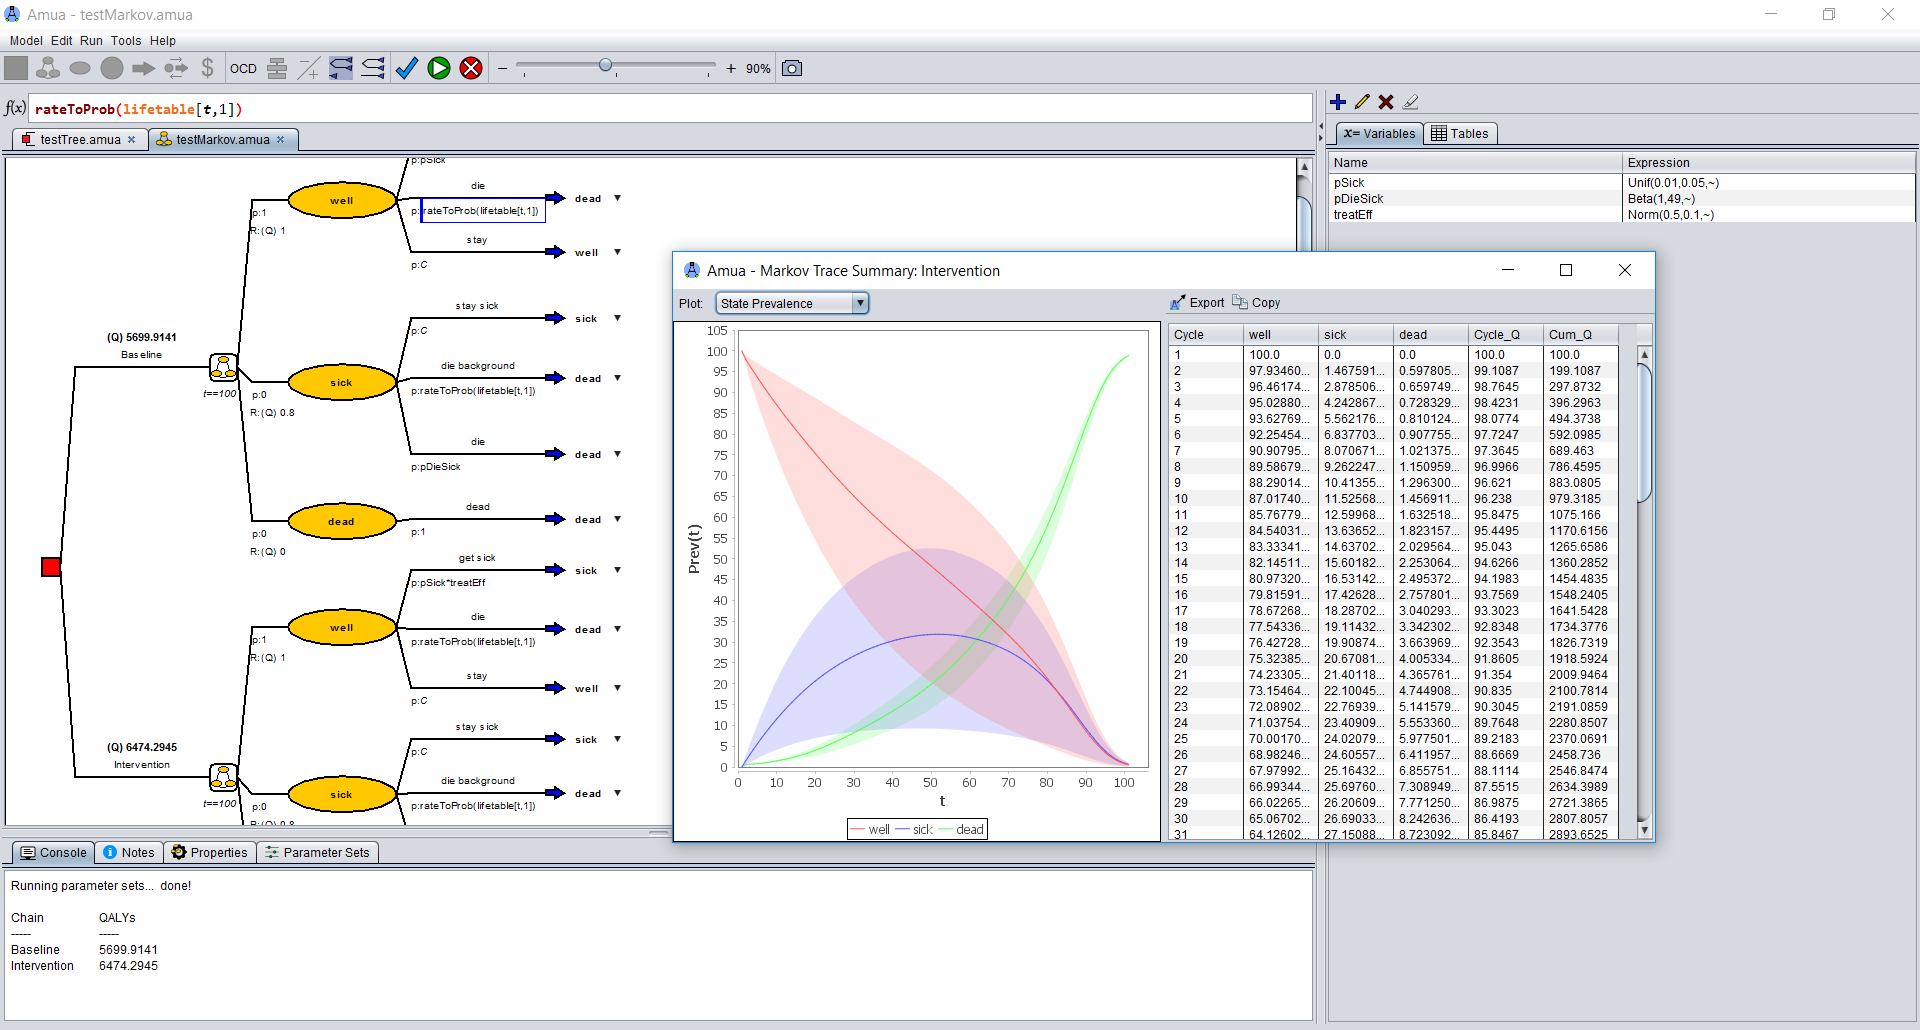 Amua - testMarkov.amua
Model Edit Run Tools Help
OCD
90%
f(x) rateToProb(lifetable[t,1])
testTree.amua
testMarkov.amua
p:pSick
die
dead
p:rateToProb(lifetable[t,1])
stay
well
p:C
well
p:1
R:(Q) 1
stay sick
sick
p:C
(Q) 5699.9141
Baseline
t==100
die background
dead
p:rateToProb(lifetable[t,1])
sick
p:0
R:(Q) 0.8
die
dead
p:pDieSick
dead
dead
dead
p:1
p:0
R:(Q) 0
get sick
sick
p:pSick*treatEff
die
dead
p:rateToProb(lifetable[t,1])
well
p:1
R:(Q) 1
stay
well
p:C
stay sick
sick
p:C
(Q) 6474.2945
Intervention
t==100
die background
dead
p:rateToProb(lifetable[t,1])
sick
p:0
R:(Q) 0.8
Variables
Tables
Name Expression
pSick Unif(0.01,0.05,~)
pDieSick Beta(1,49,~)
treatEff Norm(0.5,0.1,~)
Amua - Markov Trace Summary: Intervention
Plot: State Prevalence
Export Copy
105
100
95
90
85
80
75
70
65
60
55
50
45
40
35
30
25
20
15
10
5
0
Prev(t)
0 10 20 30 40 50 60 70 80 90 100
t
well sick dead
Cycle well sick dead Cycle_Q Cum_Q
1 100.0 0.0 0.0 100.0 100.0
2 97.93460... 1.467591... 0.597805... 99.1087 199.1087
3 96.46174... 2.878506... 0.659749... 98.7645 297.8732
4 95.02880... 4.242867... 0.728329... 98.4231 396.2963
5 93.62769... 5.562176... 0.810124... 98.0774 494.3738
6 92.25454... 6.837703... 0.907755... 97.7247 592.0985
7 90.90795... 8.070671... 1.021375... 97.3645 689.463
8 89.58679... 9.262247... 1.150959... 96.9966 786.4595
9 88.29014... 10.41355... 1.296300... 96.621 883.0805
10 87.01740... 11.52568... 1.456911... 96.238 979.3185
11 85.76779... 12.59968... 1.632518... 95.8475 1075.166
12 84.54031... 13.63652... 1.823157... 95.4495 1170.6156
13 83.33341... 14.63702... 2.029564... 95.043 1265.6586
14 82.14511... 15.60182... 2.253064... 94.6266 1360.2852
15 80.97320... 16.53142... 2.495372... 94.1983 1454.4835
16 79.81591... 17.42628... 2.757801... 93.7569 1548.2405
17 78.67268... 18.28702... 3.040293... 93.3023 1641.5428
18 77.54336... 19.11432... 3.342302... 92.8348 1734.3776
19 76.42728... 19.90874... 3.663969... 92.3543 1826.7319
20 75.32385... 20.67081... 4.005334... 91.8605 1918.5924
21 74.23305... 21.40118... 4.365761... 91.354 2009.9464
22 73.15464... 22.10045... 4.744908... 90.835 2100.7814
23 72.08902... 22.76939... 5.141579... 90.3045 2191.0859
24 71.03754... 23.40909... 5.553360... 89.7648 2280.8507
25 70.00170... 24.02079... 5.977501... 89.2183 2370.0691
26 68.98246... 24.60557... 6.411957... 88.6669 2458.736
27 67.97992... 25.16432... 6.855751... 88.1114 2546.8474
28 66.99344... 25.69760... 7.308949... 87.5515 2634.3989
29 66.02265... 26.20609... 7.771250... 86.9875 2721.3865
30 65.06702... 26.69033... 8.242636... 86.4193 2807.8057
31 64.12602... 27.15088... 8.723092... 85.8467 2893.6525
Console Notes Properties Parameter Sets
Running parameter sets... done!
Chain QALYs
----- -----
Baseline 5699.9141
Intervention 6474.2945